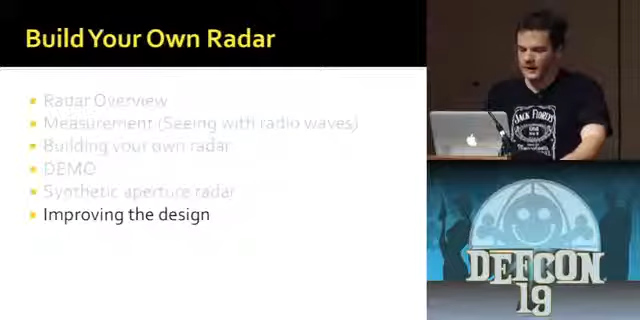 Build Your Own Radar
Radar Overview
Measurement (Seeing with radio waves)
Building your own radar
DEMO
Synthetic aperture radar
Improving the design
DEFCON
19